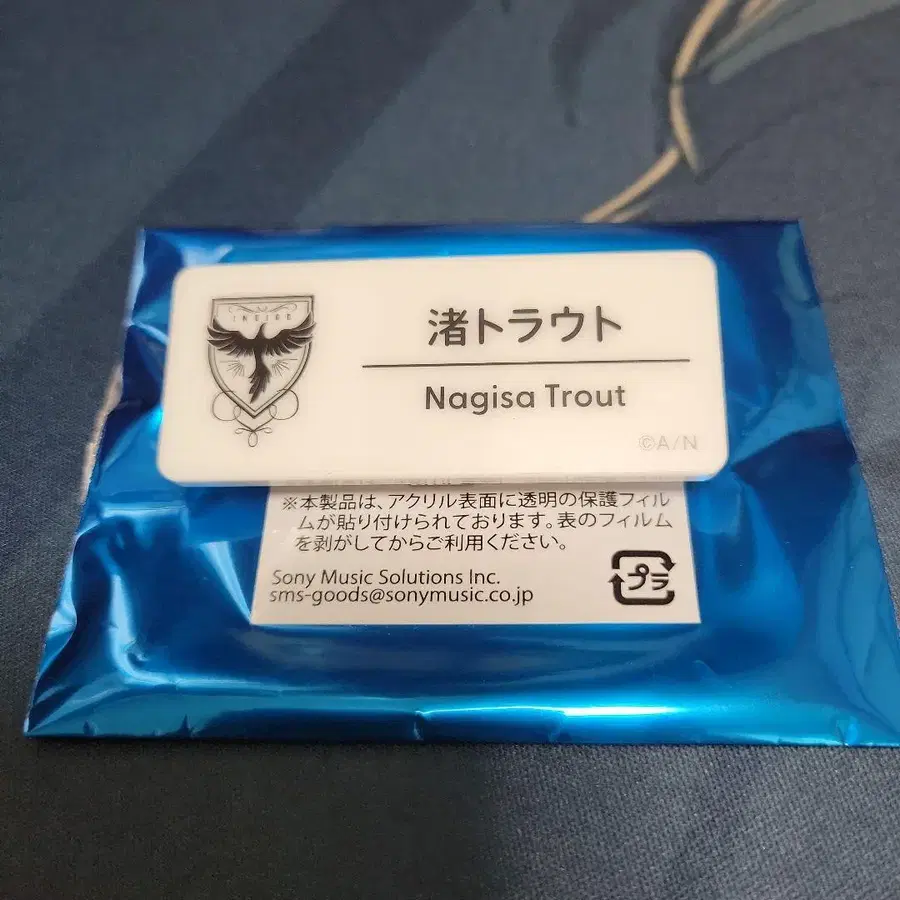 渚トラウト
Nagisa Trout
©A/N
※本製品は、アクリル表面に透明の保護フィル
ムが貼り付けられております。表のフィルム
を剥がしてからご利用ください。
Sony Music Solutions Inc.
sms-goods@sonymusic.co.jp
プラ